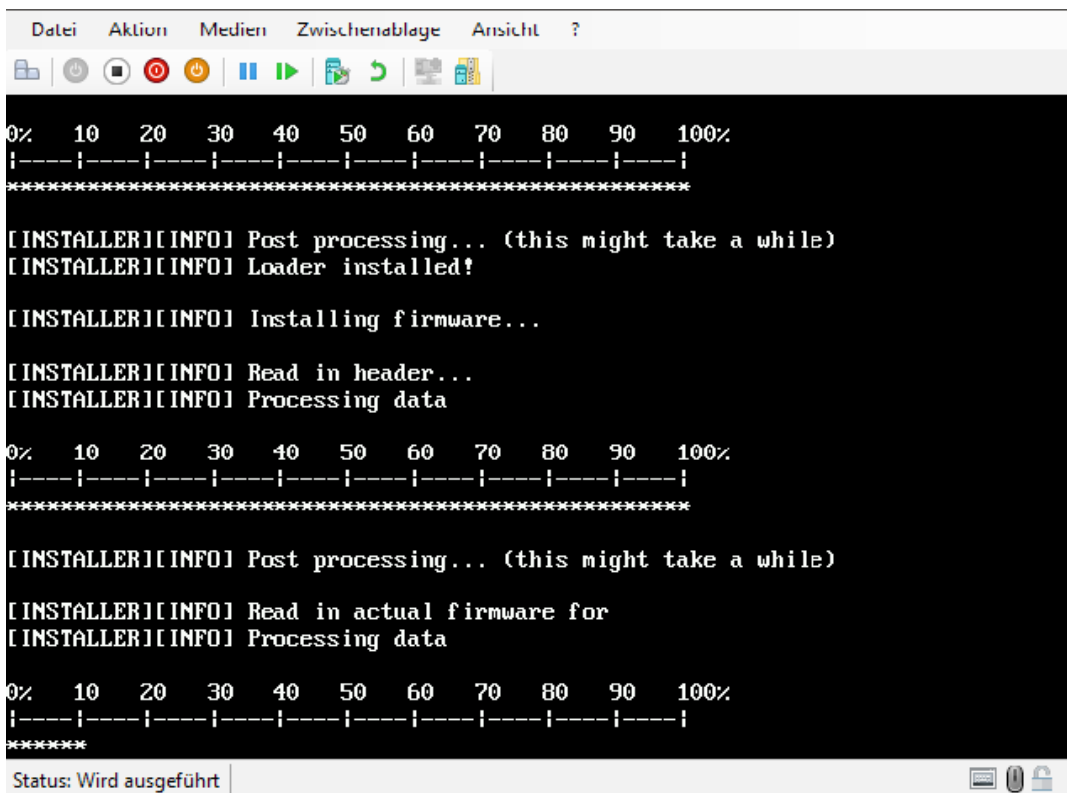 Datei Aktion Medien Zwischenablage Ansicht ?
0% 10 20 30 40 50 60 70 80 90 100%
|----|----|----|----|----|----|----|----|----|----|
***************************************************
[INSTALLER][INFO] Post processing... (this might take a while)
[INSTALLER][INFO] Loader installed!
[INSTALLER][INFO] Installing firmware...
[INSTALLER][INFO] Read in header...
[INSTALLER][INFO] Processing data
0% 10 20 30 40 50 60 70 80 90 100%
|----|----|----|----|----|----|----|----|----|----|
***************************************************
[INSTALLER][INFO] Post processing... (this might take a while)
[INSTALLER][INFO] Read in actual firmware for
[INSTALLER][INFO] Processing data
0% 10 20 30 40 50 60 70 80 90 100%
|----|----|----|----|----|----|----|----|----|----|
******
Status: Wird ausgeführt